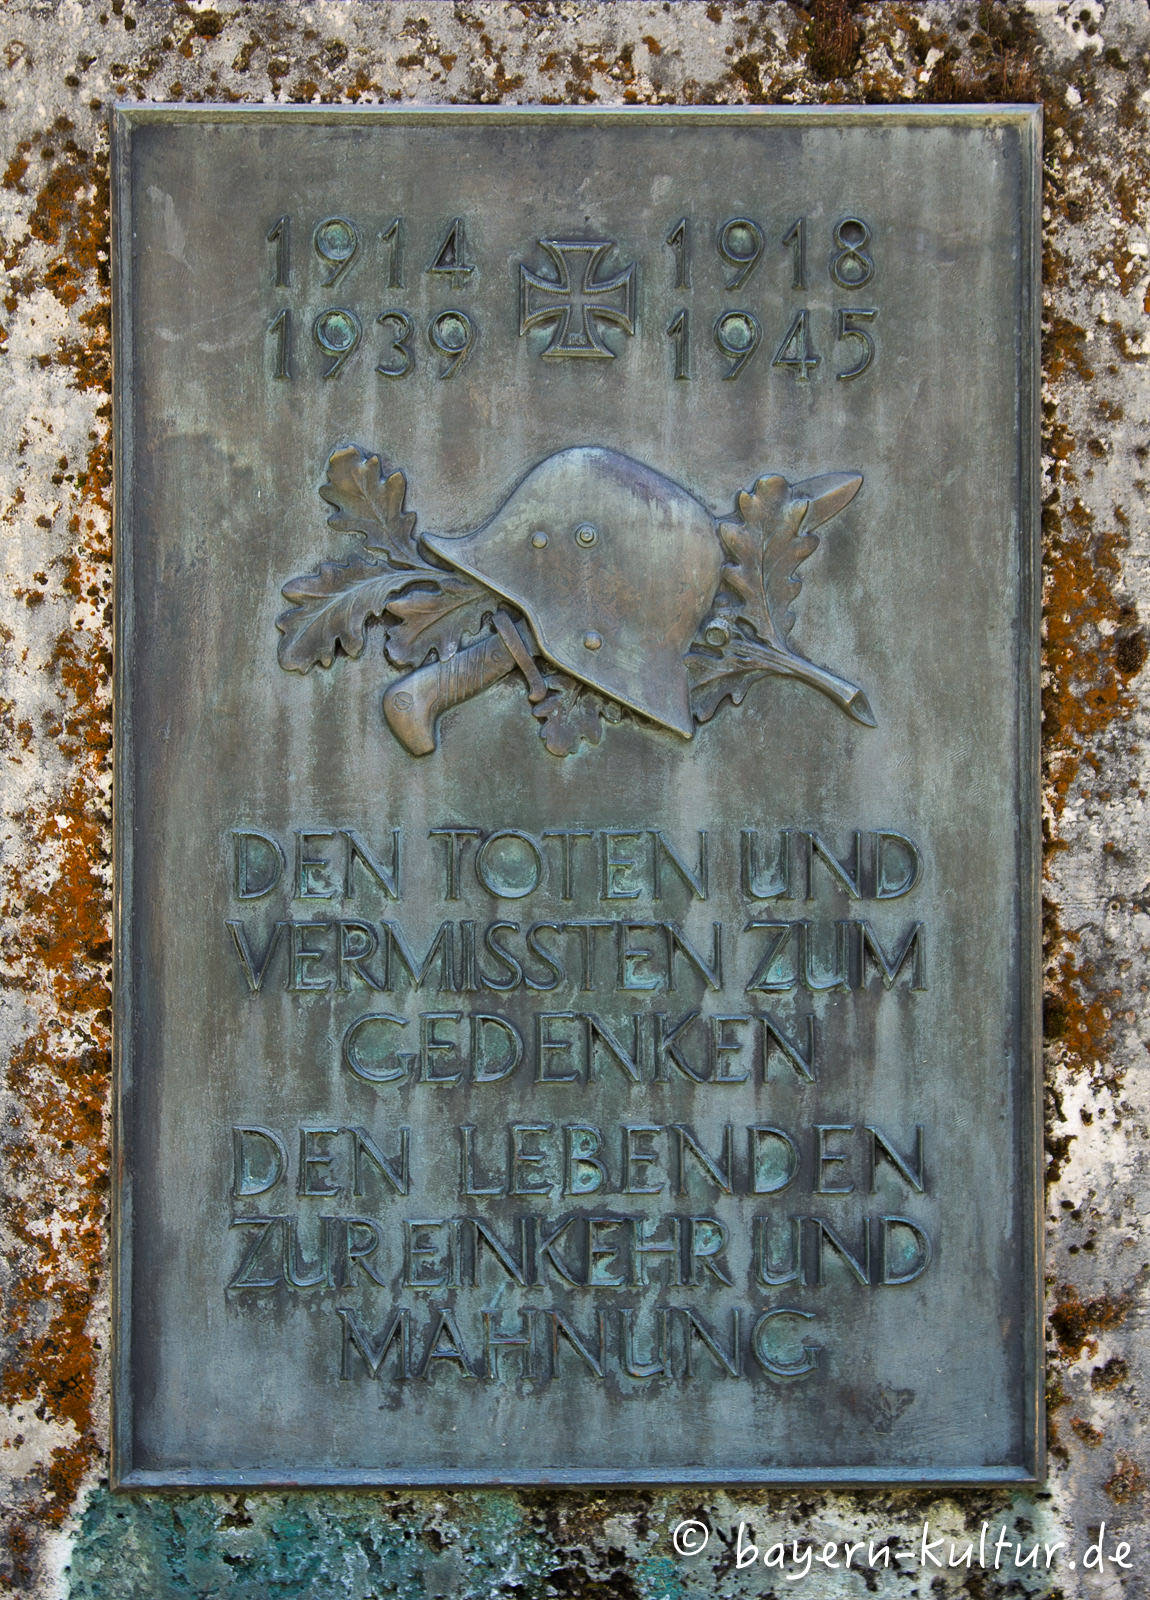 1914 1918
1939 1945
DEN TOTEN UND
VERMISSTEN ZUM
GEDENKEN
DEN LEBENDEN
ZUR EINKEHR UND
MAHNUNG
© bayern-kultur.de